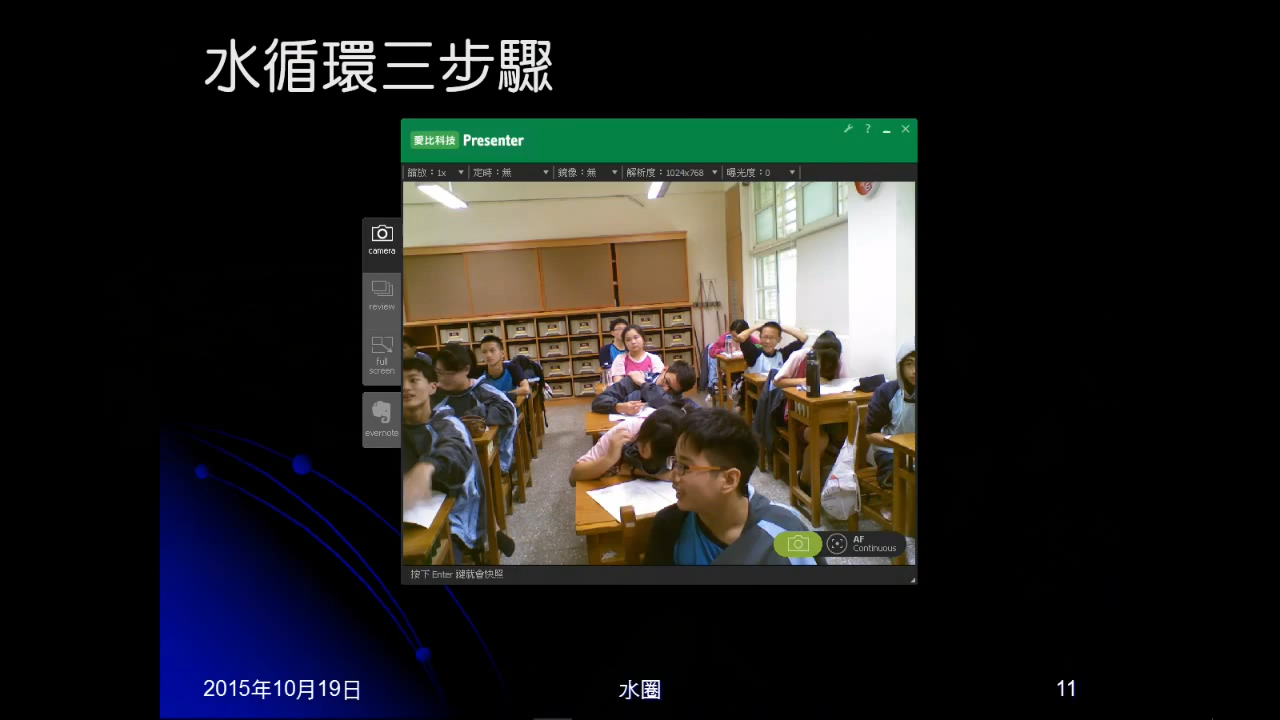 水循環三步驟
愛比科技 Presenter
縮放：1x 定時：無 鏡像：無 解析度：1024x768 曝光度：0
camera
review
full
screen
evernote
AF
Continuous
按下 Enter 鍵就會快照
2015年10月19日 水圈 11